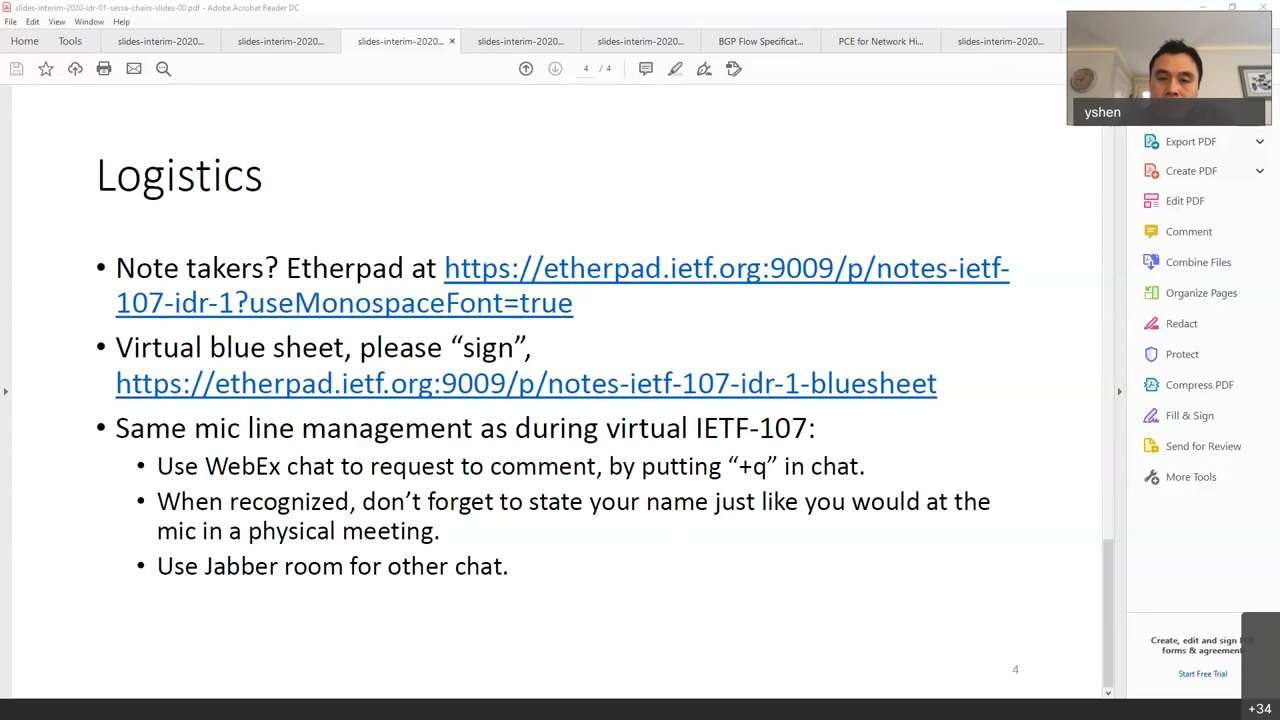 slides-interim-2020-idr-01-sessa-chairs-slides-00.pdf - Adobe Acrobat Reader DC
File Edit View Window Help
Home Tools slides-interim-2020... slides-interim-2020... slides-interim-2020... × slides-interim-2020... slides-interim-2020... BGP Flow Specificat... PCE for Network Hi... slides-interim-2020...
4 / 4
yshen
Logistics
• Note takers? Etherpad at https://etherpad.ietf.org:9009/p/notes-ietf-
107-idr-1?useMonospaceFont=true
• Virtual blue sheet, please “sign”,
https://etherpad.ietf.org:9009/p/notes-ietf-107-idr-1-bluesheet
• Same mic line management as during virtual IETF-107:
• Use WebEx chat to request to comment, by putting “+q” in chat.
• When recognized, don’t forget to state your name just like you would at the
mic in a physical meeting.
• Use Jabber room for other chat.
4
Export PDF
Create PDF
Edit PDF
Comment
Combine Files
Organize Pages
Redact
Protect
Compress PDF
Fill & Sign
Send for Review
More Tools
Create, edit and sign
forms & agreement
Start Free Trial
+34